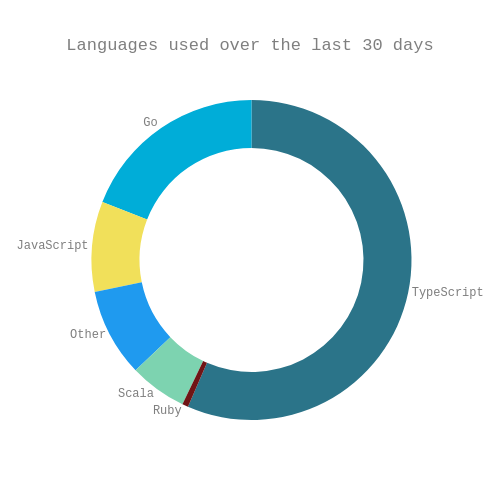 Languages used over the last 30 days
Go
JavaScript
TypeScript
Other
Scala
Ruby